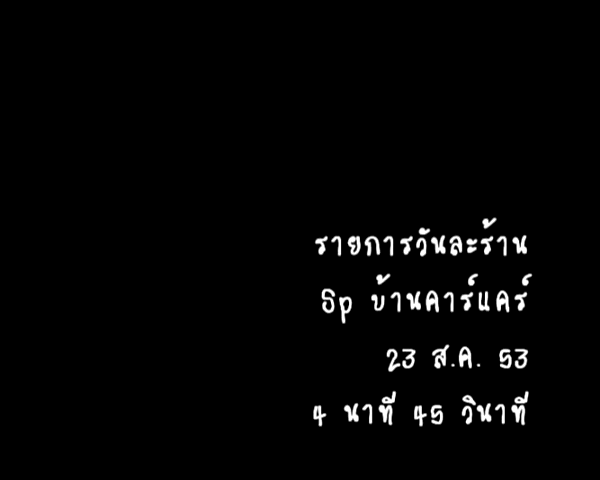 รายการวันละร้าน
Sp บ้านคาร์แคร์
23 ส.ค. 53
4 นาที 45 วินาที